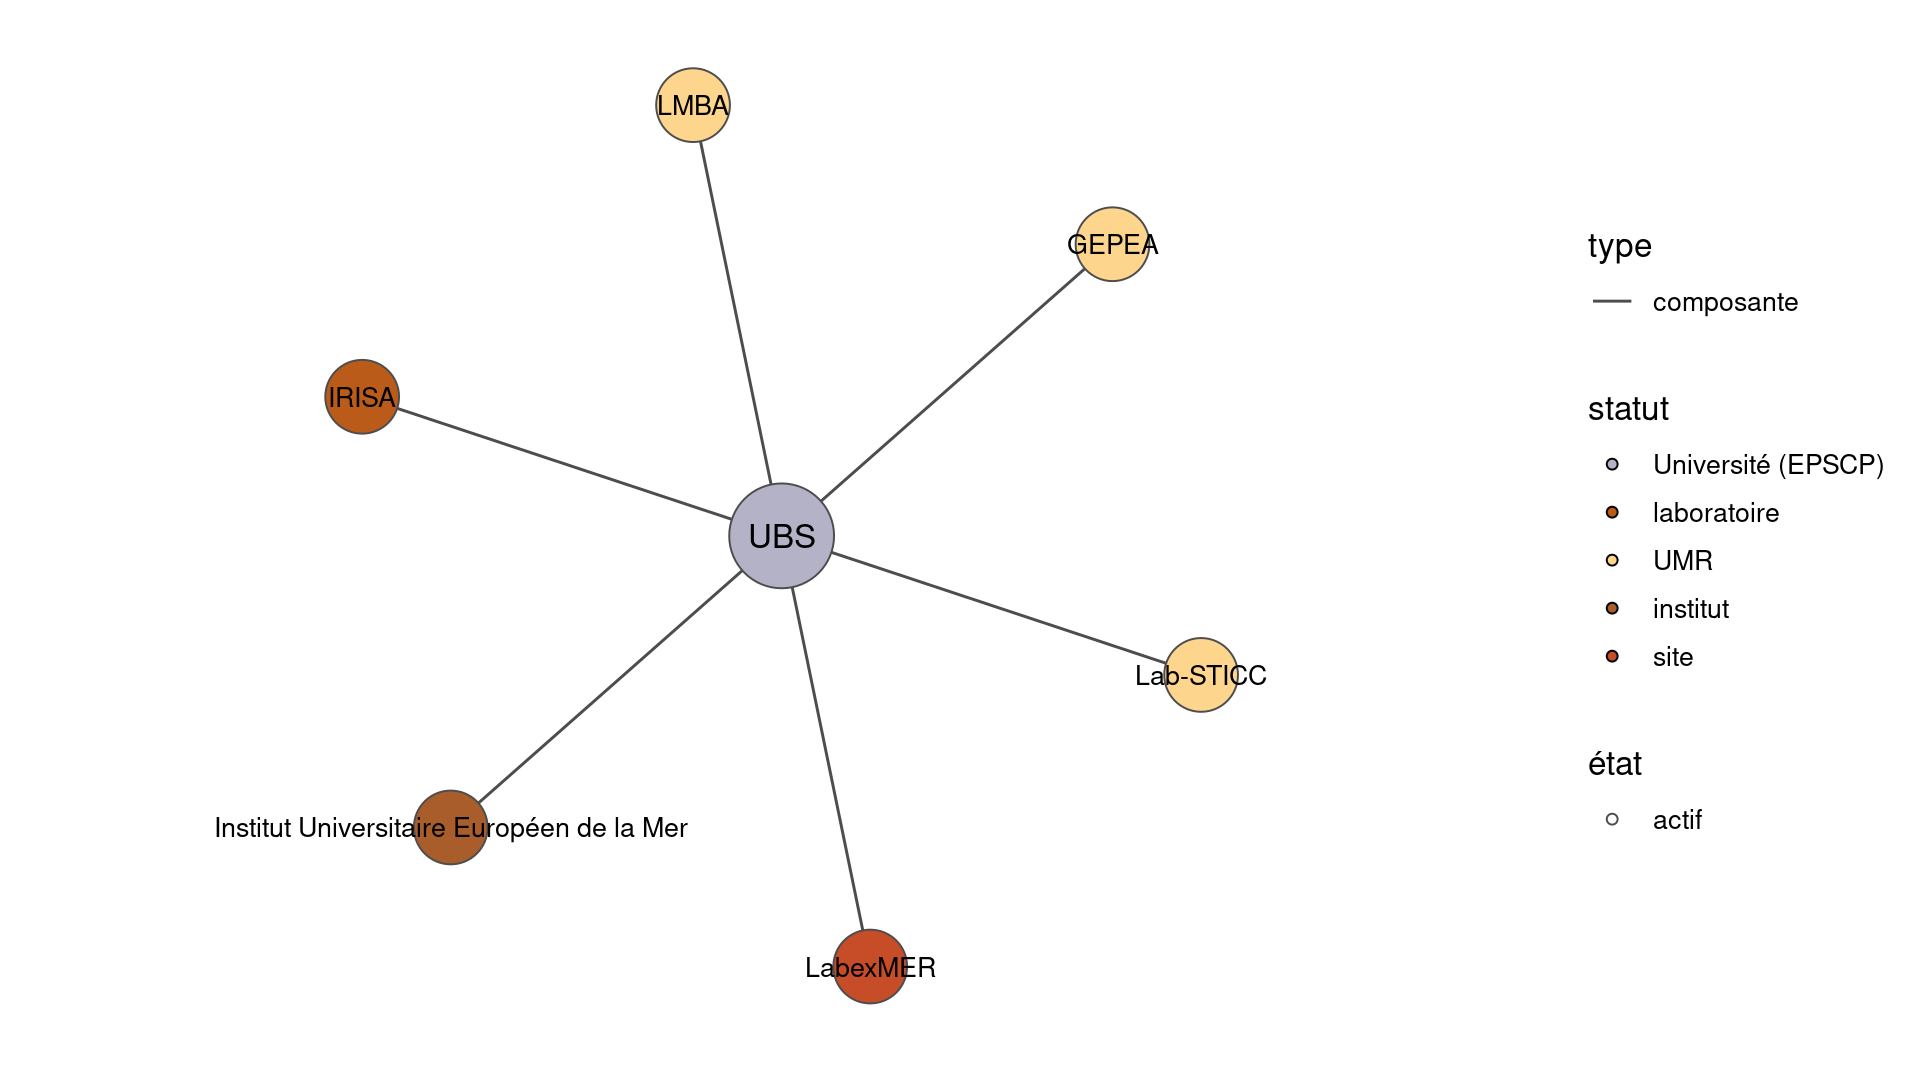 LMBA
GEPEA
IRISA
UBS
Lab-STICC
Institut Universitaire Européen de la Mer
LabexMER
type
composante
statut
Université (EPSCP)
laboratoire
UMR
institut
site
état
actif